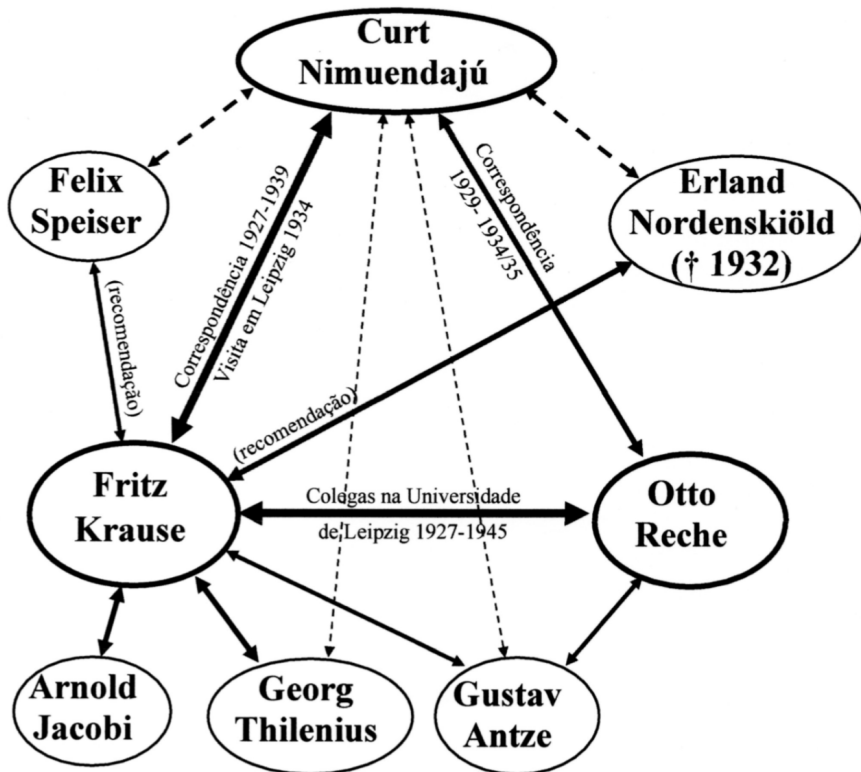 Curt
Nimuendajú
Felix
Speiser
Erland
Nordenskiöld
(† 1932)
Correspondência 1927-1939
Visita em Leipzig 1934
Correspondência
1929- 1934/35
(recomendação)
(recomendação)
Fritz
Krause
Colegas na Universidade
de Leipzig 1927-1945
Otto
Reche
Arnold
Jacobi
Georg
Thilenius
Gustav
Antze